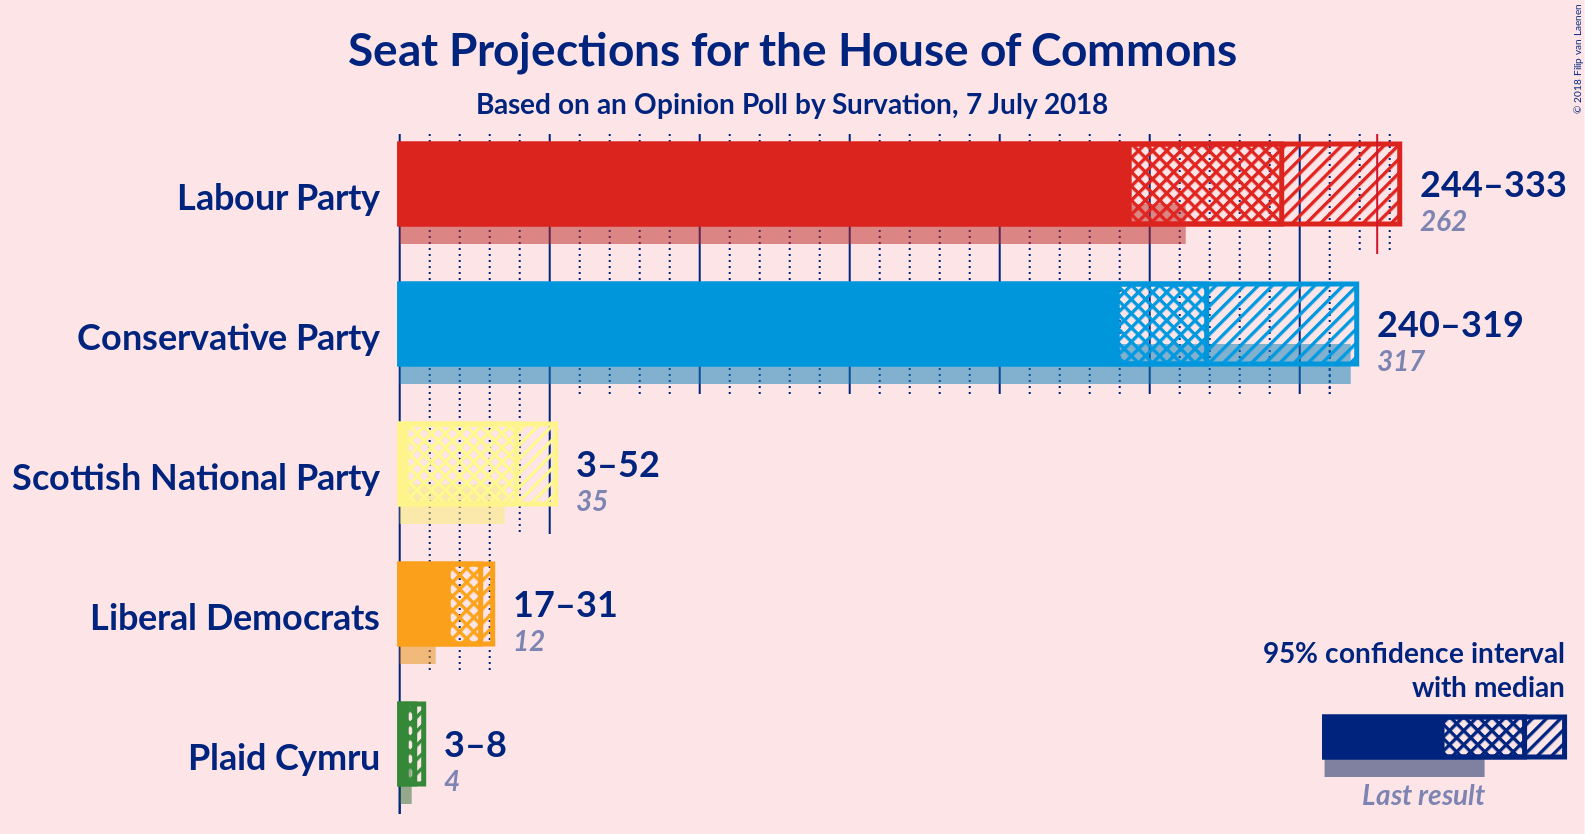 Seat Projections for the House of Commons
Based on an Opinion Poll by Survation, 7 July 2018
© 2018 Filip van Laenen
Labour Party
244–333
262
Conservative Party
240–319
317
Scottish National Party
3–52
35
Liberal Democrats
17–31
12
Plaid Cymru
3–8
4
95% confidence interval
with median
Last result